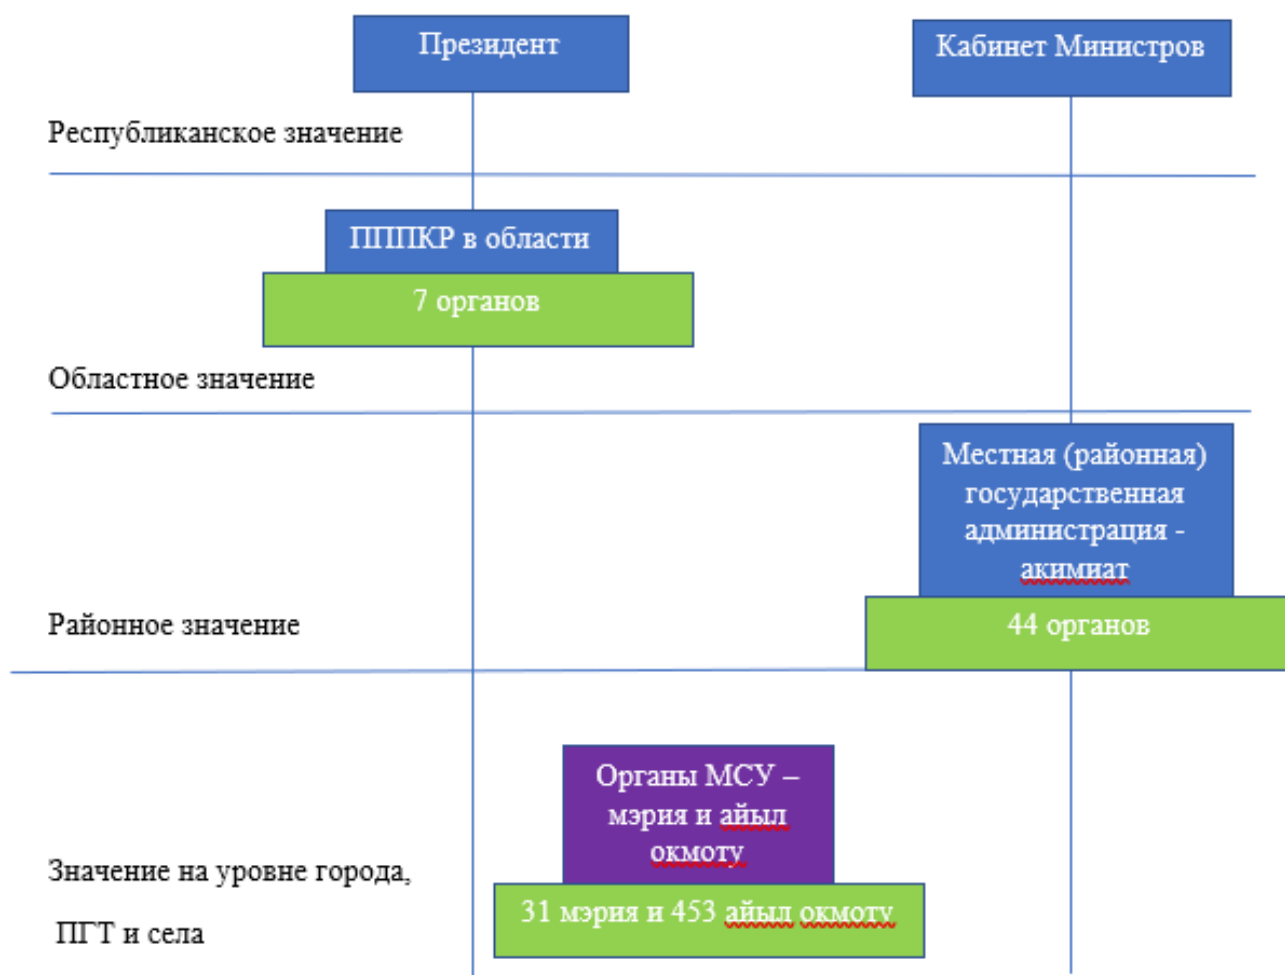 Президент
Кабинет Министров
Республиканское значение
ПППКР в области
7 органов
Областное значение
Местная (районная)
государственная
администрация -
акимиат
Районное значение
44 органов
Органы МСУ –
мэрия и айыл
окмоту
Значение на уровне города,
31 мэрия и 453 айыл окмоту
ПГТ и села